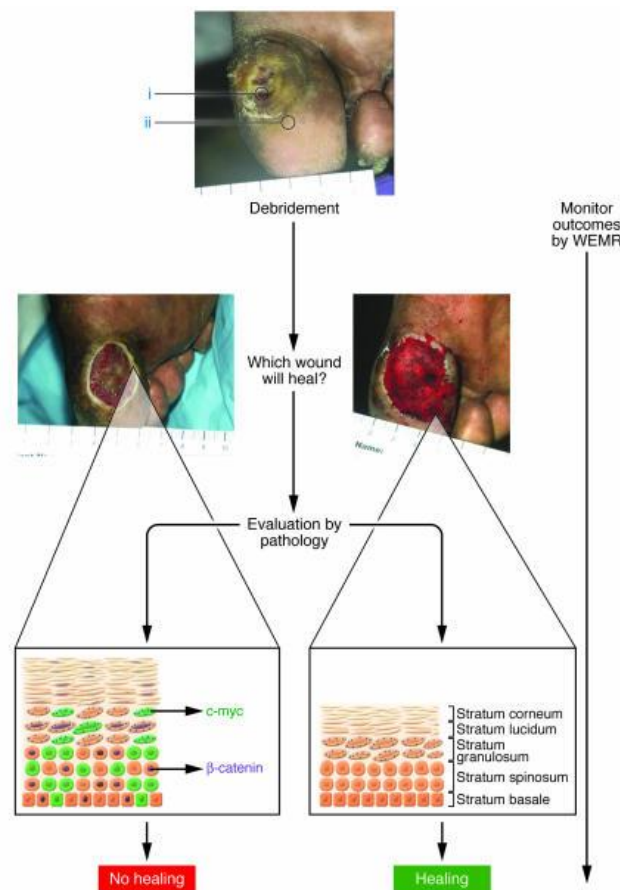 i
ii
Debridement
Monitor
outcomes
by WEMR
Which wound
will heal?
Name:
Evaluation by
pathology
c-myc
β-catenin
Stratum corneum
Stratum lucidum
Stratum
granulosum
Stratum spinosum
Stratum basale
No healing
Healing